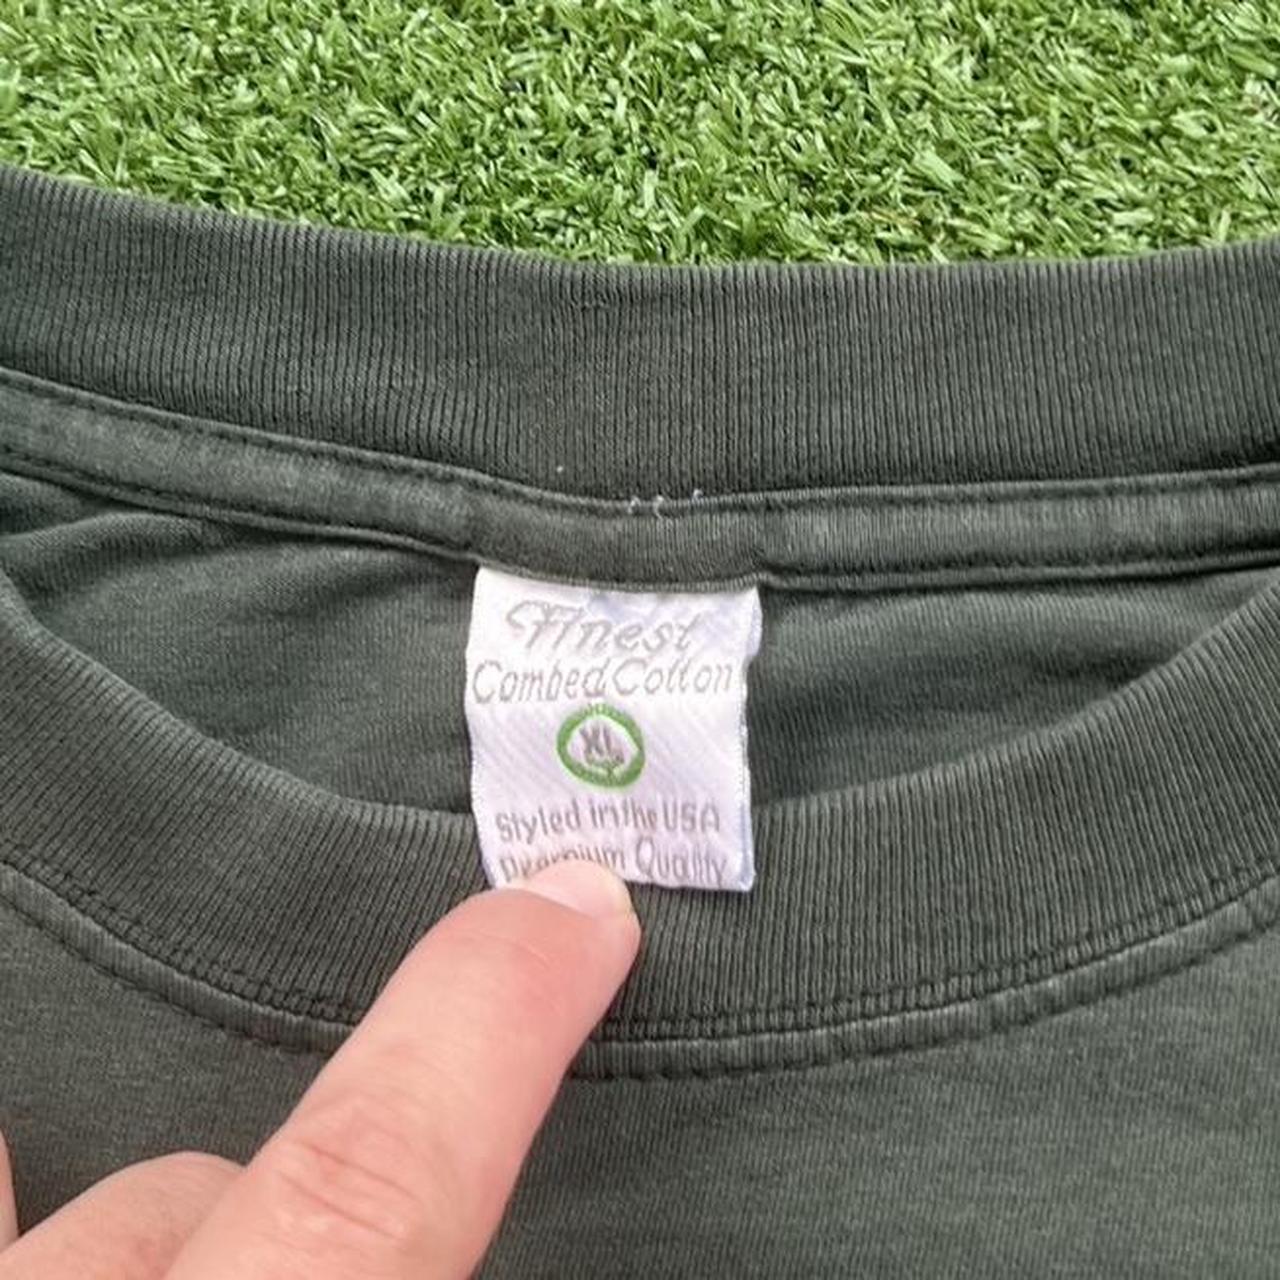 Finest
Combed Cotton
XL
Styled in the USA
Premium Quality